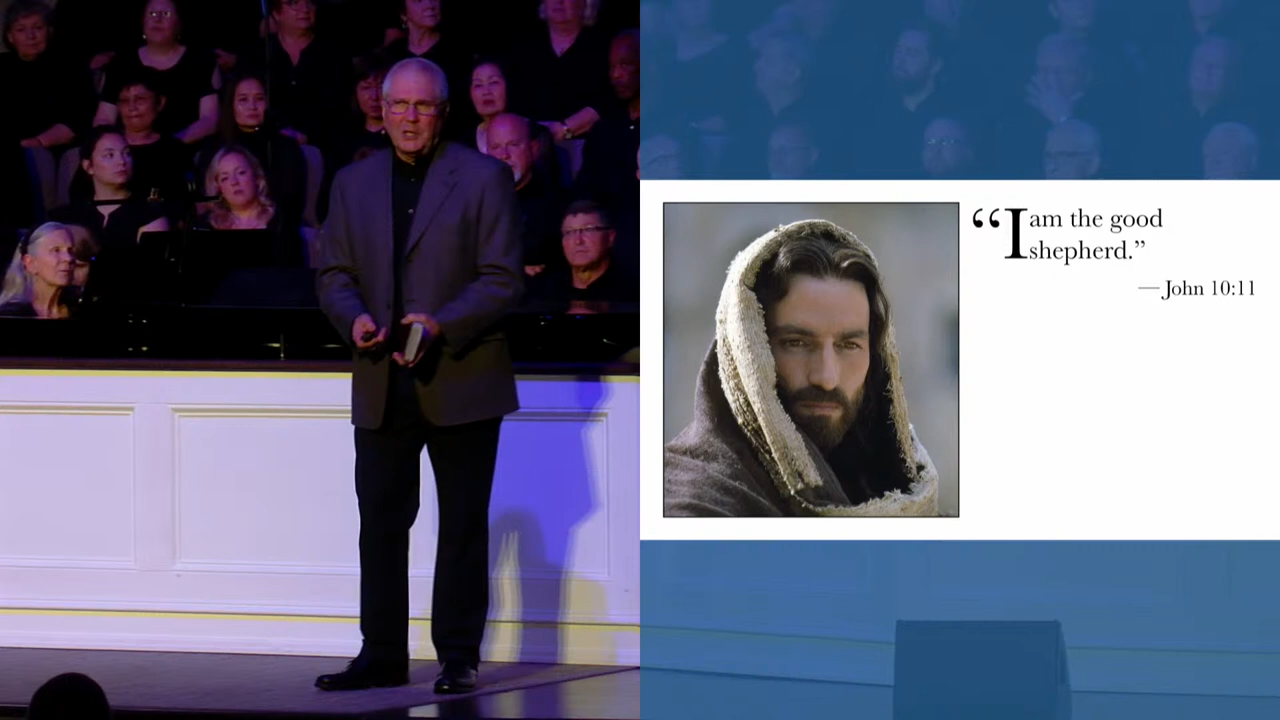 “I am the good
shepherd.”
— John 10:11